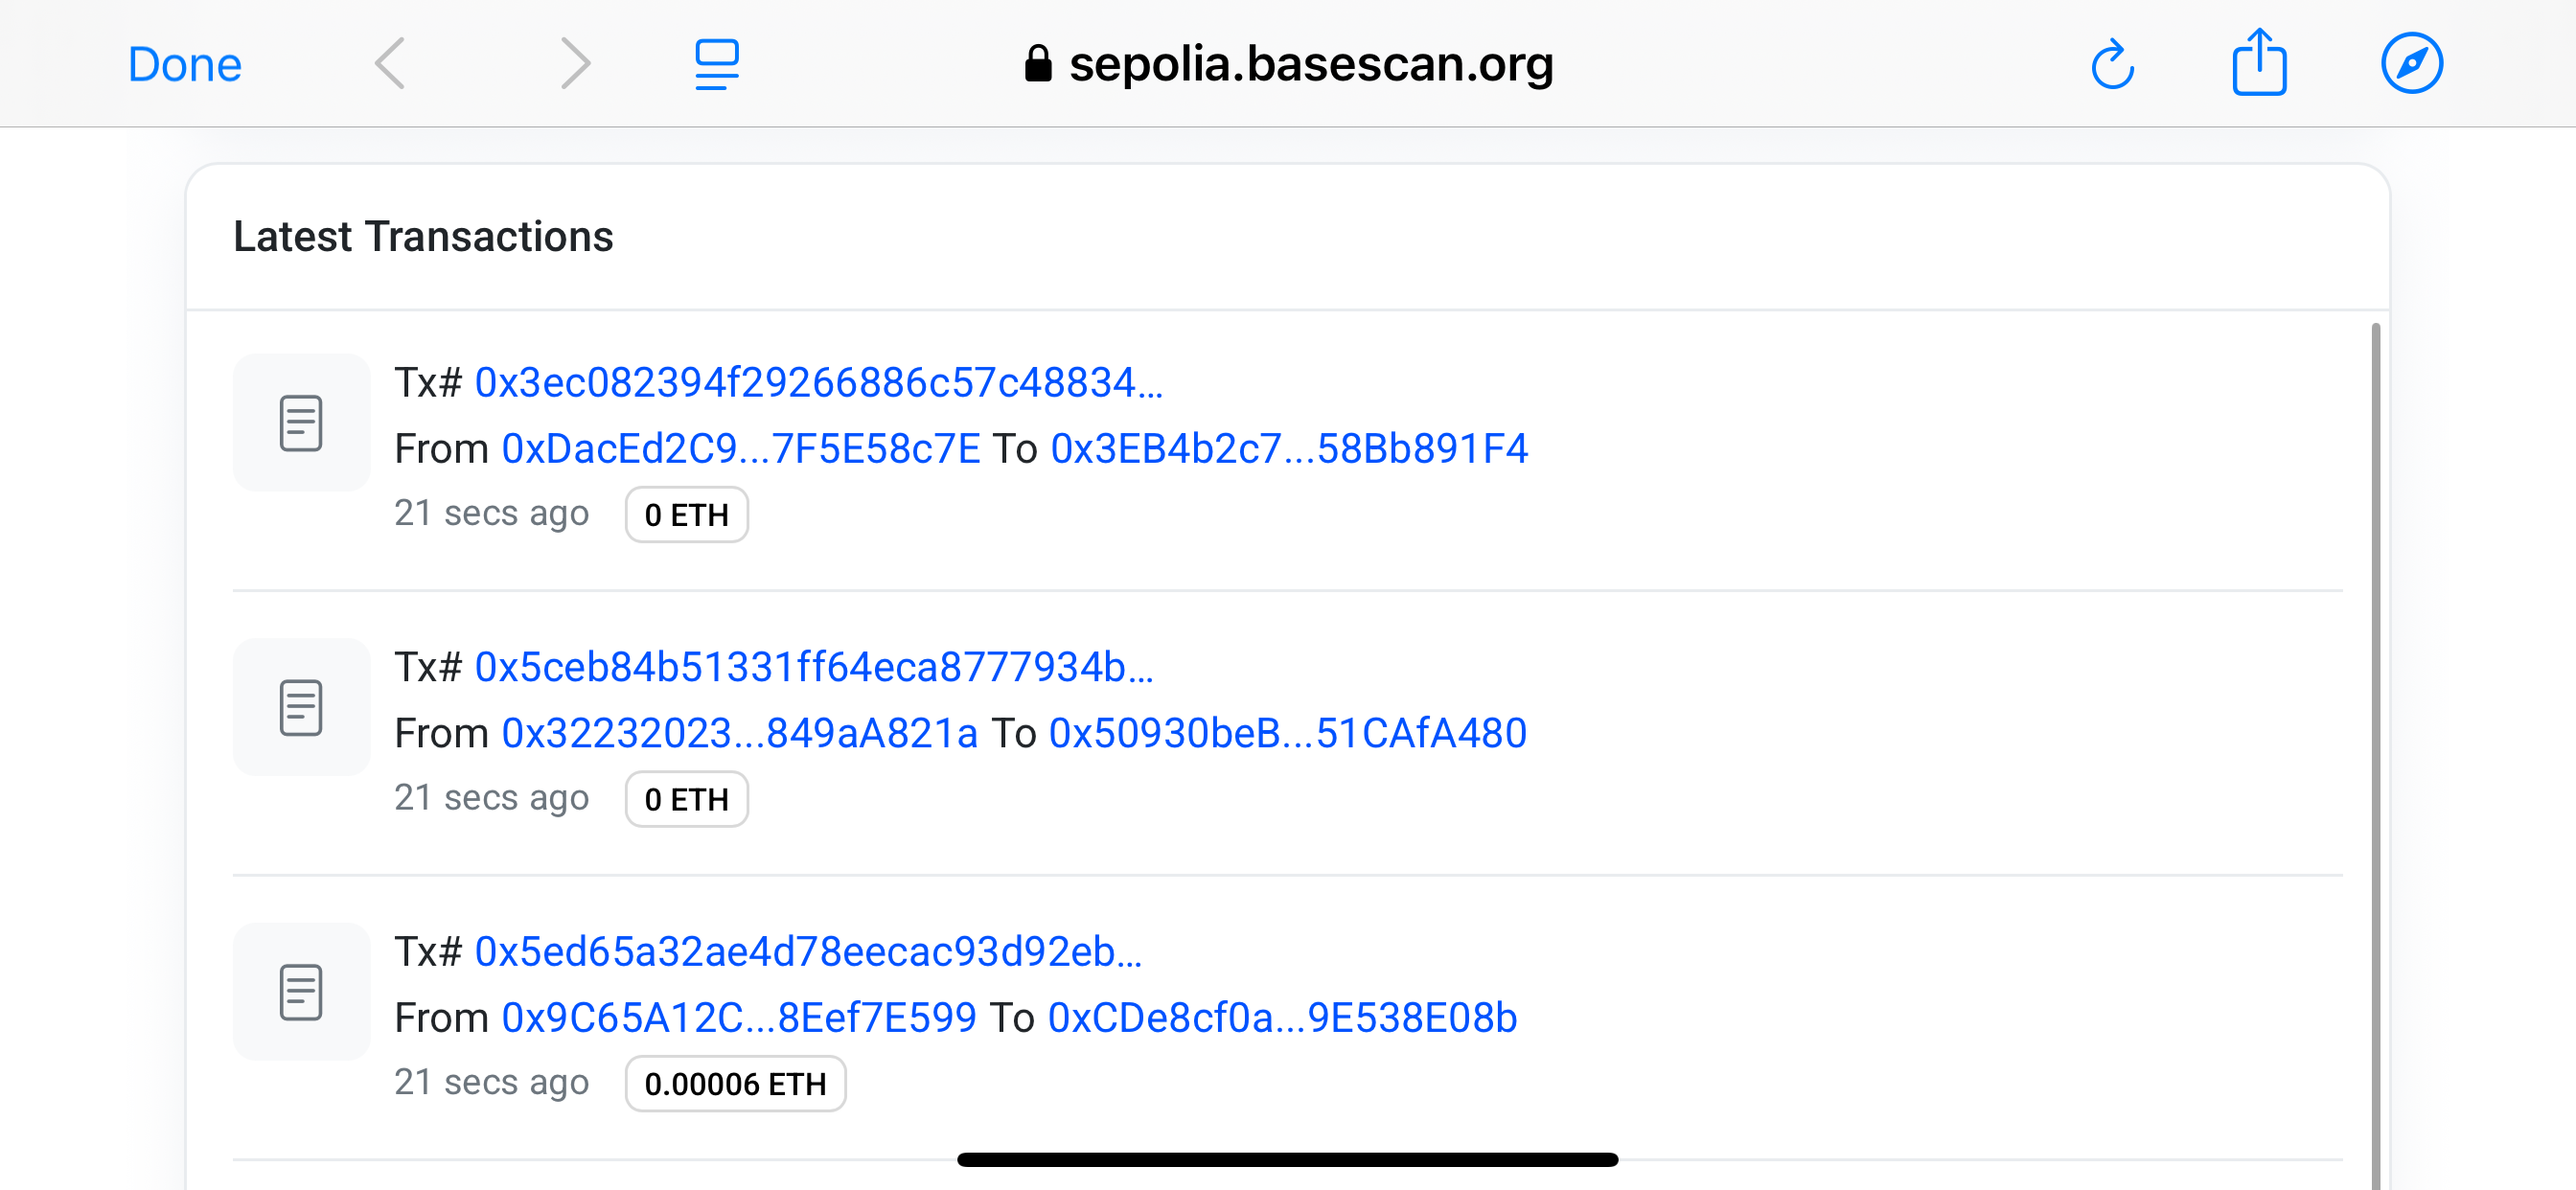 Done
sepolia.basescan.org
Latest Transactions
Tx# 0x3ec082394f29266886c57c48834...
From 0xDacEd2C9...7F5E58c7E To 0x3EB4b2c7...58Bb891F4
21 secs ago 0 ETH
Tx# 0x5ceb84b51331ff64eca8777934b...
From 0x32232023...849aA821a To 0x50930beB...51CAfA480
21 secs ago 0 ETH
Tx# 0x5ed65a32ae4d78eecac93d92eb...
From 0x9C65A12C...8Eef7E599 To 0xCDe8cf0a...9E538E08b
21 secs ago 0.00006 ETH